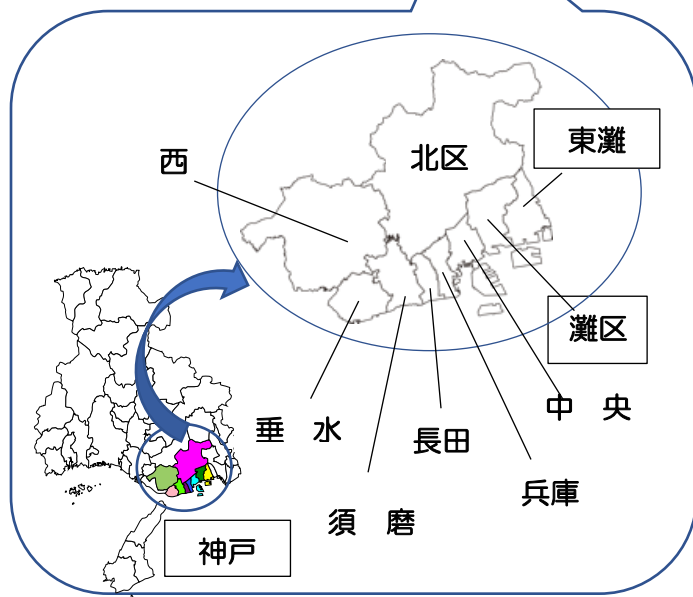 東灘
北区
西
灘区
中　央
垂　水
長田
兵庫
須　磨
神戸